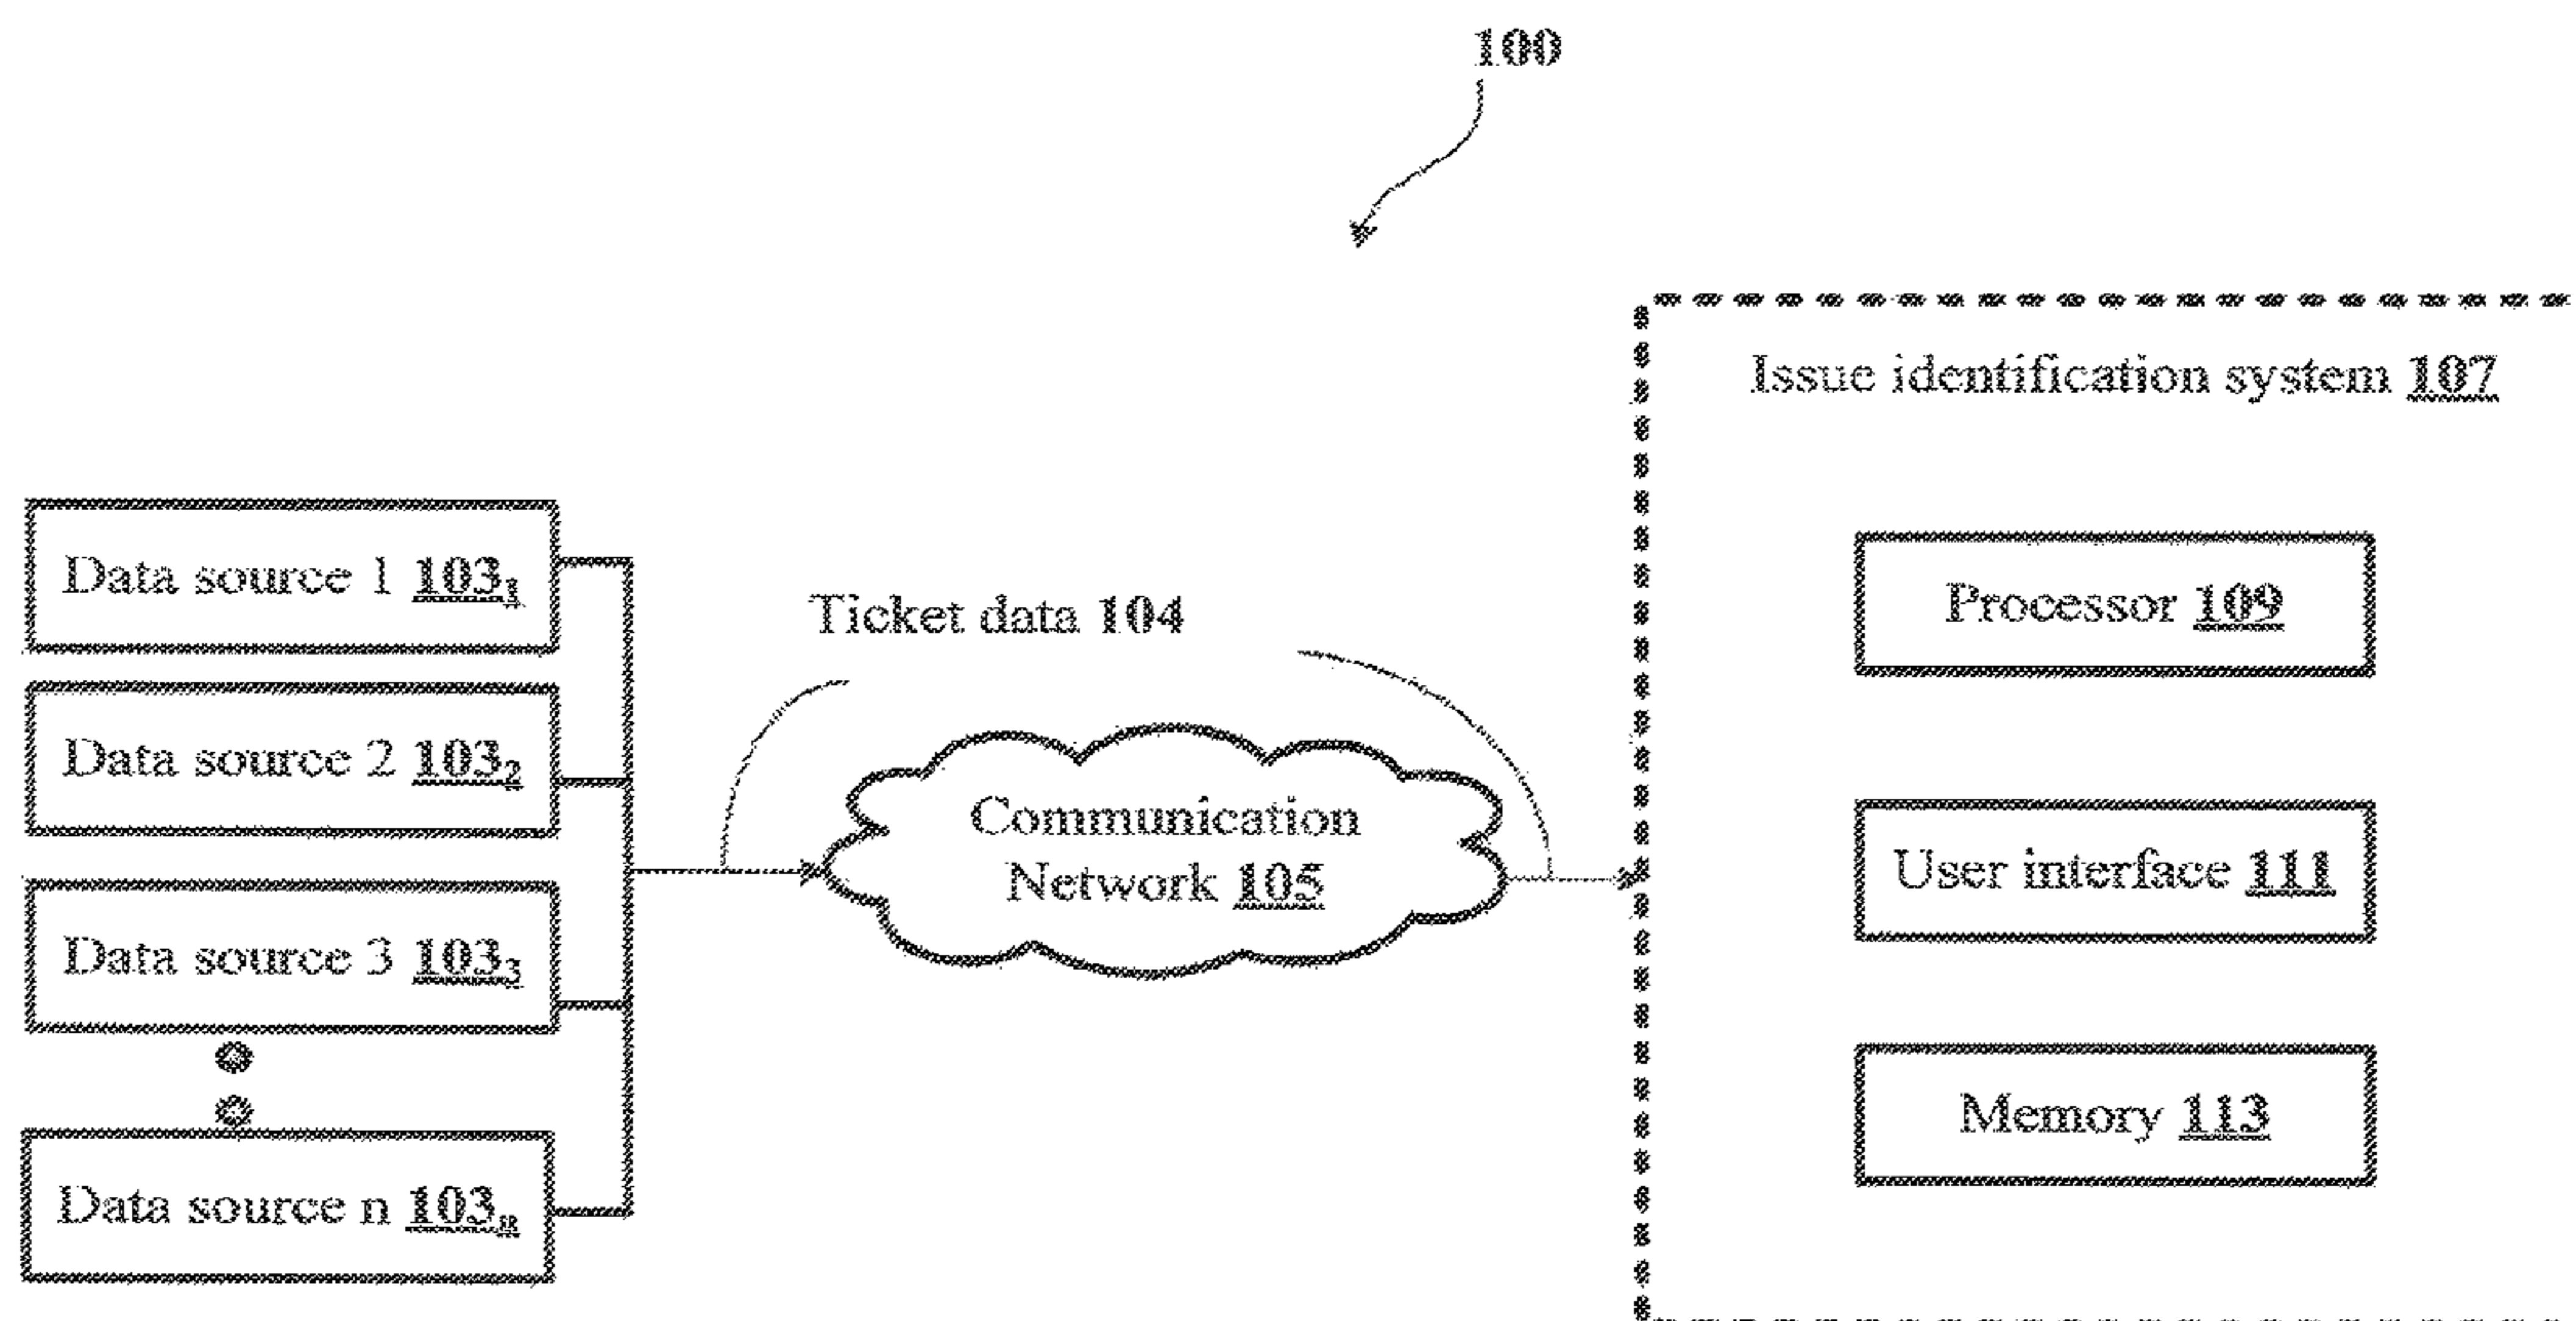 100
Issue identification system 107
Data source 1 103₁
Ticket data 104
Processor 109
Data source 2 103₂
Communication
Network 105
User interface 111
Data source 3 103₃
Memory 113
Data source n 103ₙ